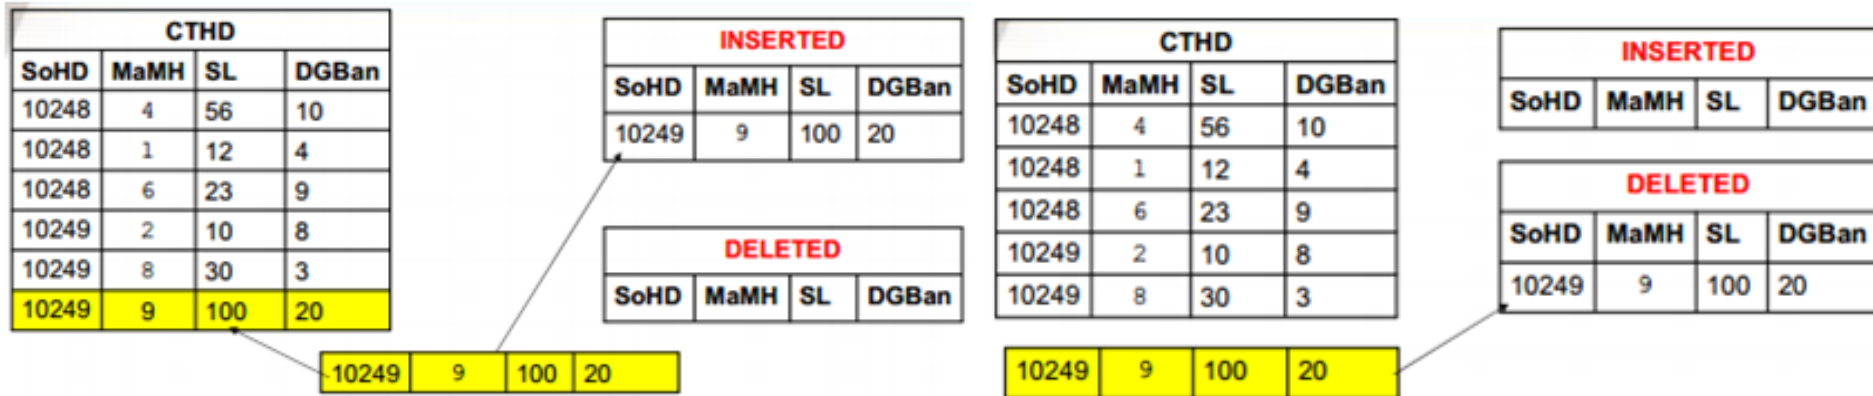 CTHD
SoHD MaMH SL DGBan
10248 4 56 10
10248 1 12 4
10248 6 23 9
10249 2 10 8
10249 8 30 3
10249 9 100 20
10249 9 100 20
INSERTED
SoHD MaMH SL DGBan
10249 9 100 20
DELETED
SoHD MaMH SL DGBan
CTHD
SoHD MaMH SL DGBan
10248 4 56 10
10248 1 12 4
10248 6 23 9
10249 2 10 8
10249 8 30 3
10249 9 100 20
INSERTED
SoHD MaMH SL DGBan
DELETED
SoHD MaMH SL DGBan
10249 9 100 20